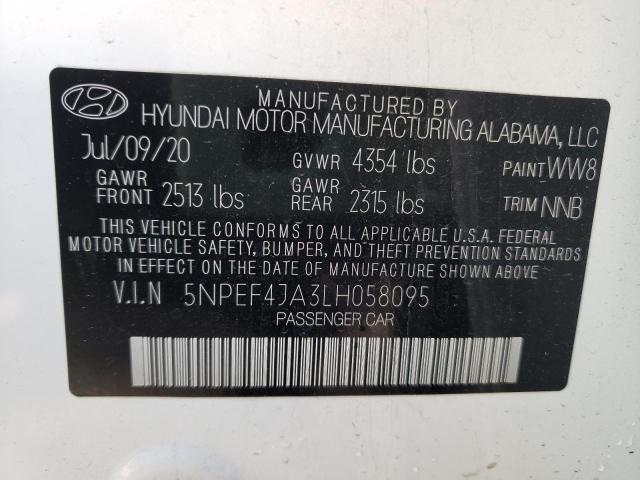 MANUFACTURED BY
HYUNDAI MOTOR MANUFACTURING ALABAMA, LLC
Jul/09/20 GVWR 4354 lbs PAINT WW8
GAWR FRONT 2513 lbs GAWR REAR 2315 lbs TRIM NNB
THIS VEHICLE CONFORMS TO ALL APPLICABLE U.S.A. FEDERAL
MOTOR VEHICLE SAFETY, BUMPER, AND THEFT PREVENTION STANDARDS
IN EFFECT ON THE DATE OF MANUFACTURE SHOWN ABOVE
V.I.N 5NPEF4JA3LH058095
PASSENGER CAR